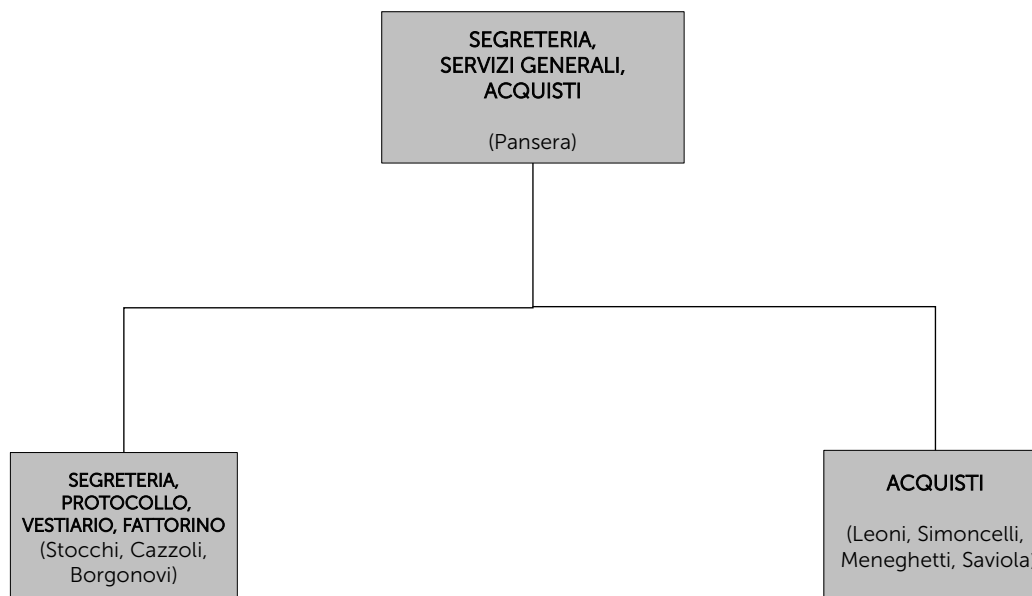 SEGRETERIA,
SERVIZI GENERALI,
ACQUISTI
(Pansera)
SEGRETERIA,
PROTOCOLLO,
VESTIARIO, FATTORINO
(Stocchi, Cazzoli,
Borgonovi)
ACQUISTI
(Leoni, Simoncelli,
Meneghetti, Saviola)